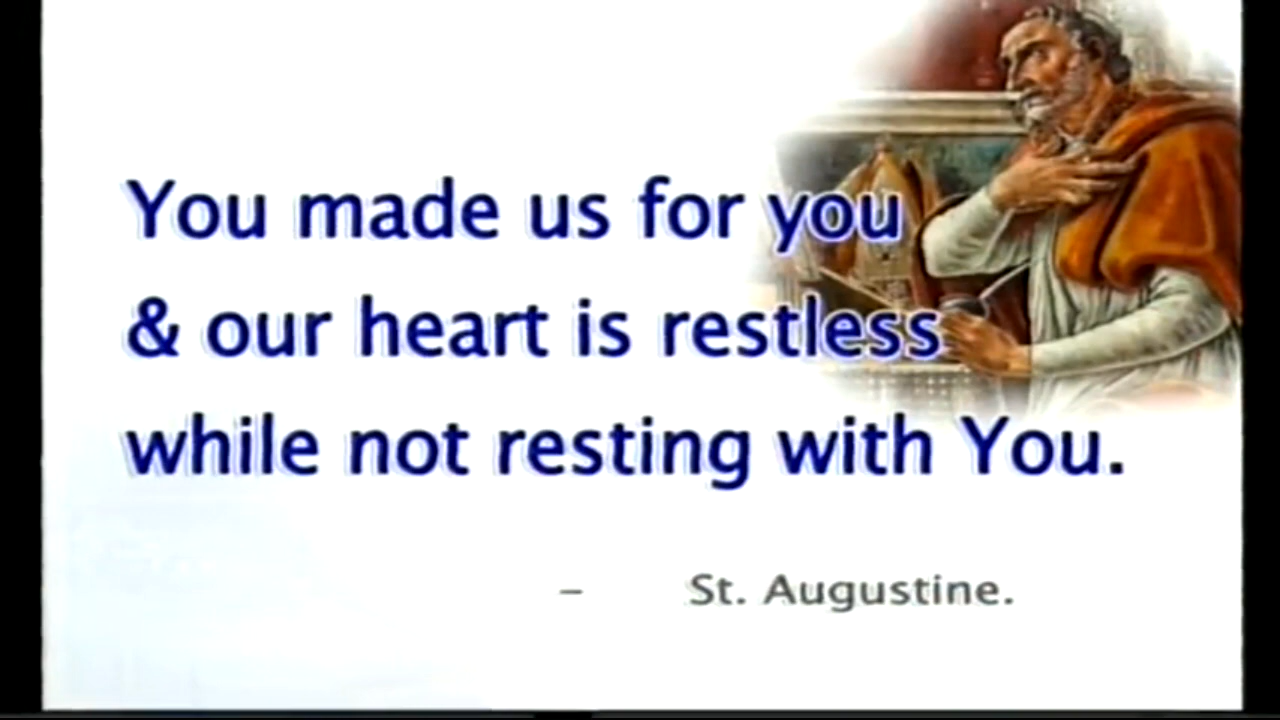 You made us for you
& our heart is restless
while not resting with You.
– St. Augustine.